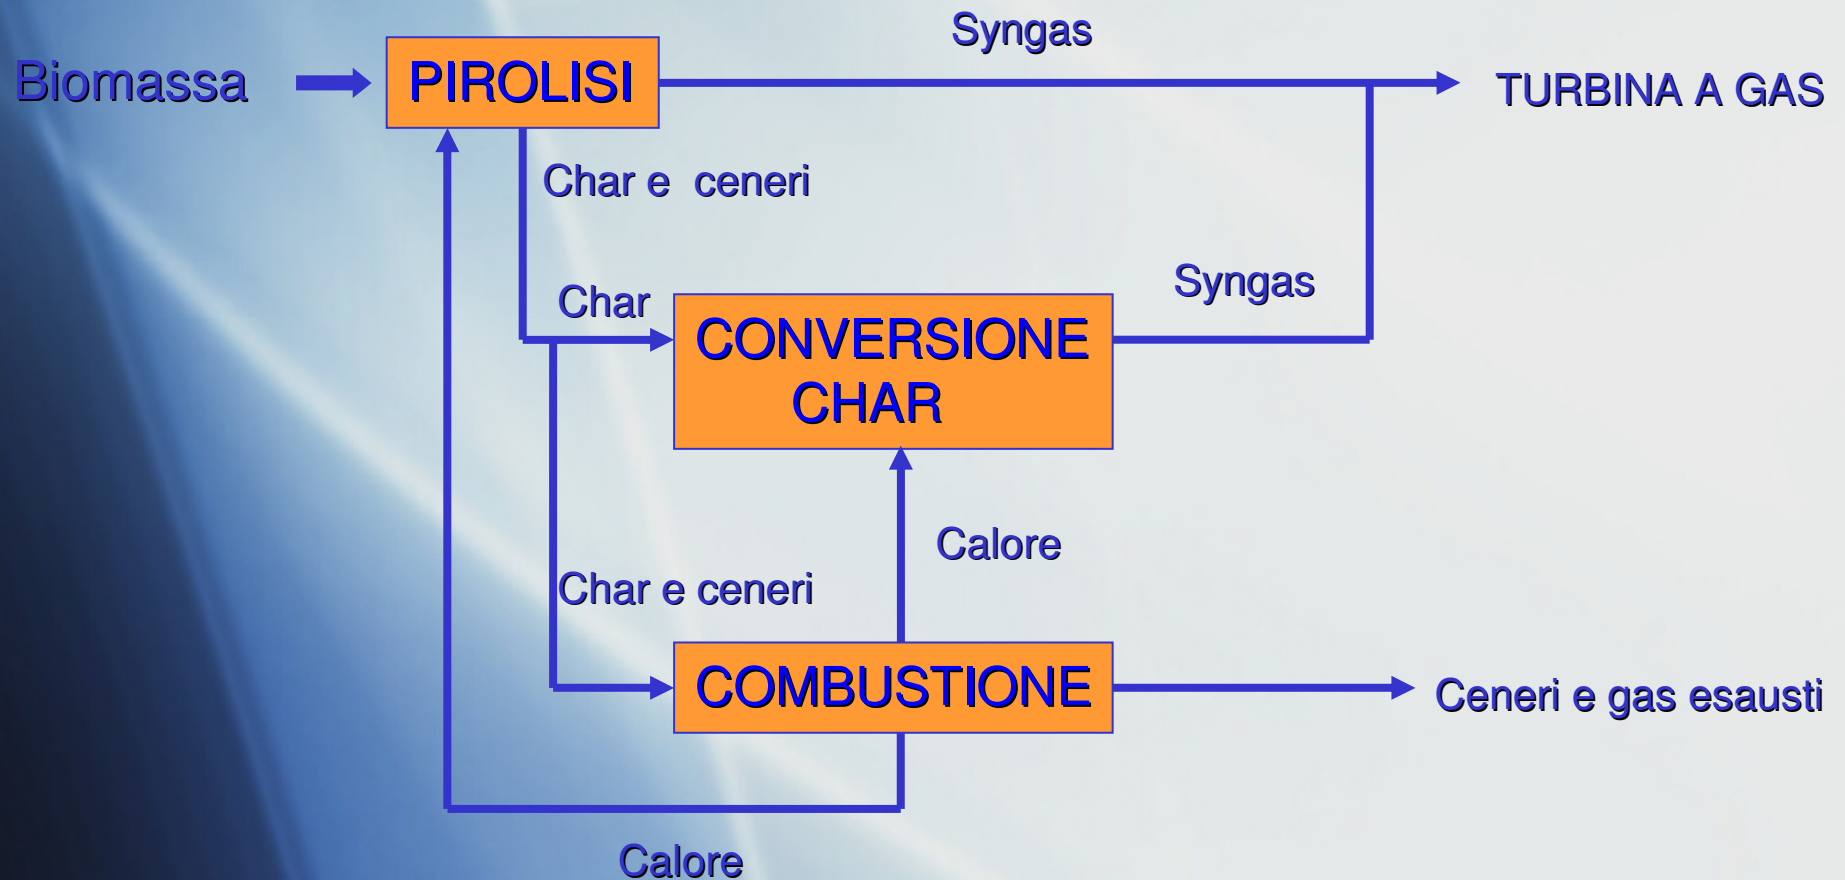 Syngas
Biomassa
PIROLISI
TURBINA A GAS
Char e ceneri
Char
Syngas
CONVERSIONE
CHAR
Calore
Char e ceneri
COMBUSTIONE
Ceneri e gas esausti
Calore